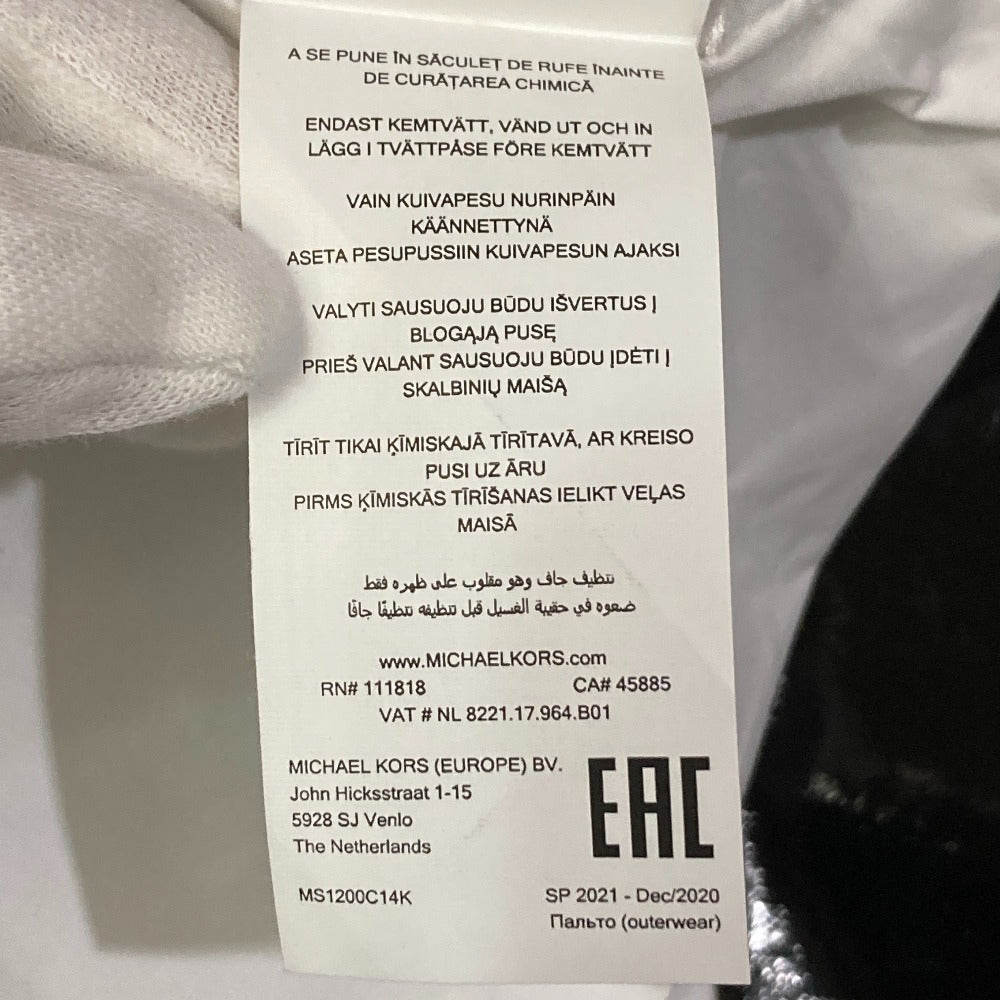 A SE PUNE ÎN SĂCULEȚ DE RUFE ÎNAINTE
DE CURĂȚAREA CHIMICĂ
ENDAST KEMTVÄTT, VÄND UT OCH IN
LÄGG I TVÄTTPÅSE FÖRE KEMTVÄTT
VAIN KUIVAPESU NURINPÄIN
KÄÄNNETTYNÄ
ASETA PESUPUSSIIN KUIVAPESUN AJAKSI
VALYTI SAUSUOJU BŪDU IŠVERTUS Į
BLOGĄJĄ PUSĘ
PRIEŠ VALANT SAUSUOJU BŪDU ĮDĖTI Į
SKALBINIŲ MAIŠĄ
TĪRĪT TIKAI ĶĪMISKAJĀ TĪRĪTAVĀ, AR KREISO
PUSI UZ ĀRU
PIRMS ĶĪMISKĀS TĪRĪŠANAS IELIKT VEĻAS
MAISĀ
تنظيف جاف وهو مقلوب على ظهره فقط
ضعوه في حقيبة الغسيل قبل تنظيفه تنظيفًا جافًا
www.MICHAELKORS.com
RN# 111818 CA# 45885
VAT # NL 8221.17.964.B01
MICHAEL KORS (EUROPE) BV.
John Hicksstraat 1-15
5928 SJ Venlo
The Netherlands
EAC
MS1200C14K
SP 2021 - Dec/2020
Пальто (outerwear)